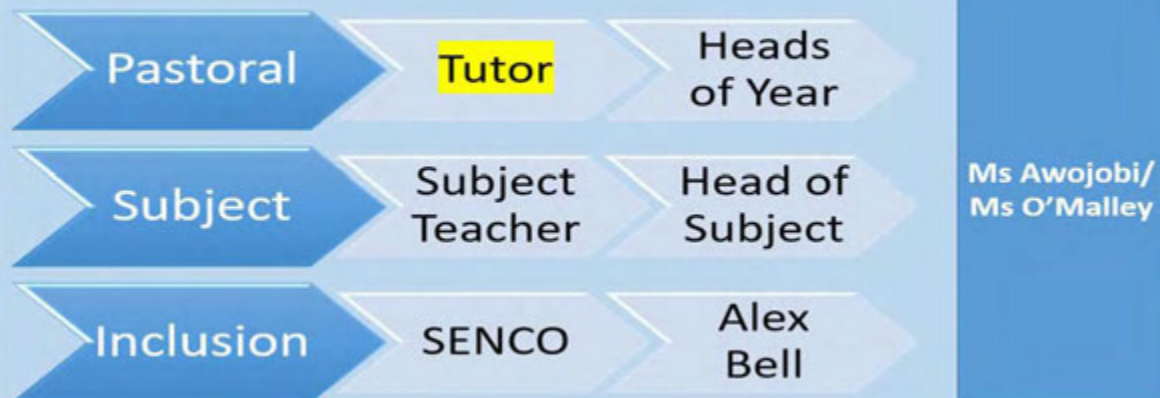 Pastoral
Tutor
Heads
of Year
Subject
Subject
Teacher
Head of
Subject
Inclusion
SENCO
Alex
Bell
Ms Awojobi/
Ms O'Malley